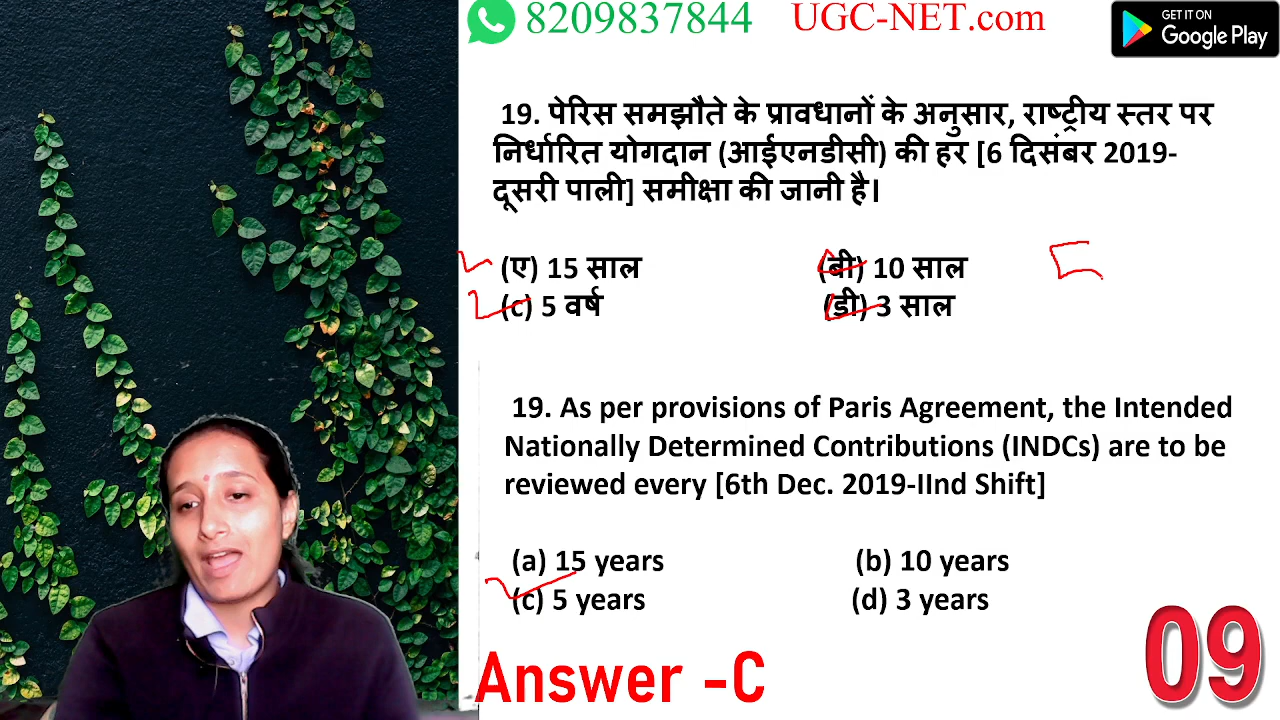 8209837844 UGC-NET.com GET IT ON
Google Play
19. पेरिस समझौते के प्रावधानों के अनुसार, राष्ट्रीय स्तर पर
निर्धारित योगदान (आईएनडीसी) की हर [6 दिसंबर 2019-
दूसरी पाली] समीक्षा की जानी है।
(ए) 15 साल (बी) 10 साल
(c) 5 वर्ष (डी) 3 साल
19. As per provisions of Paris Agreement, the Intended
Nationally Determined Contributions (INDCs) are to be
reviewed every [6th Dec. 2019-IInd Shift]
(a) 15 years (b) 10 years
(c) 5 years (d) 3 years
Answer -C
09